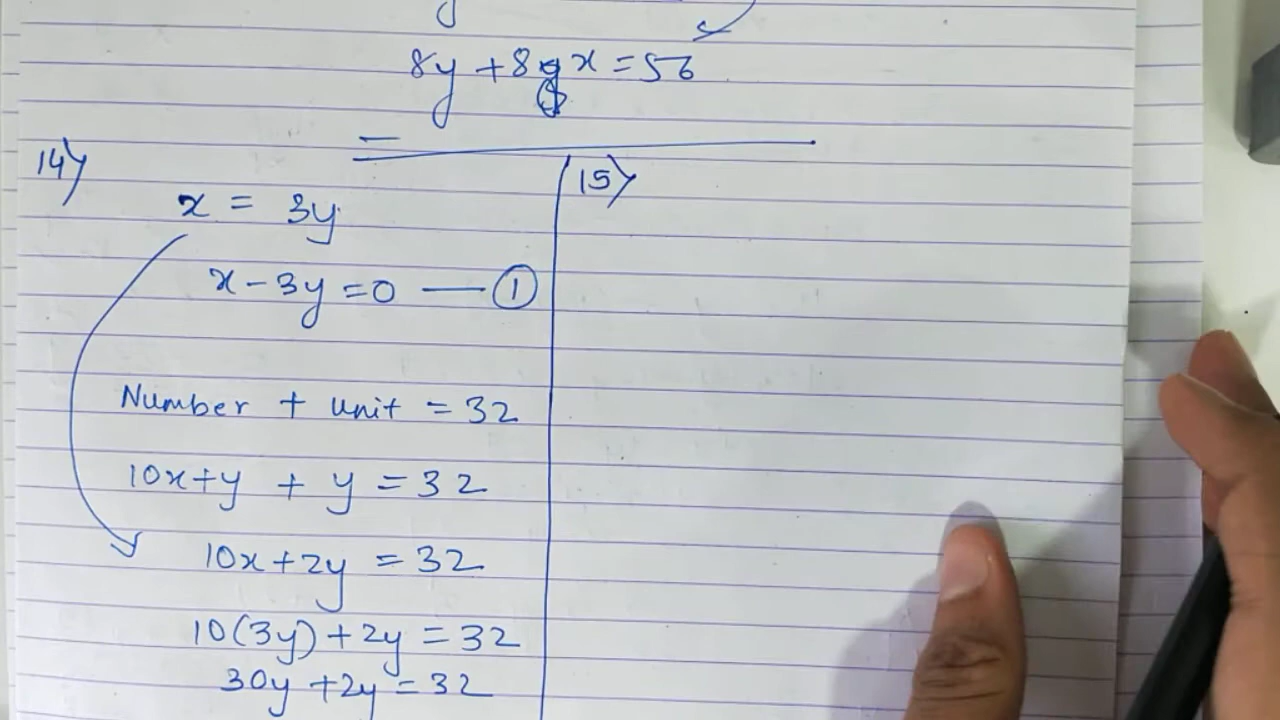 8y + 8x = 56
14)
x = 3y
x - 3y = 0 — ①
Number + unit = 32
10x+y + y = 32
10x+2y = 32
10(3y)+2y = 32
30y +2y = 32
15)